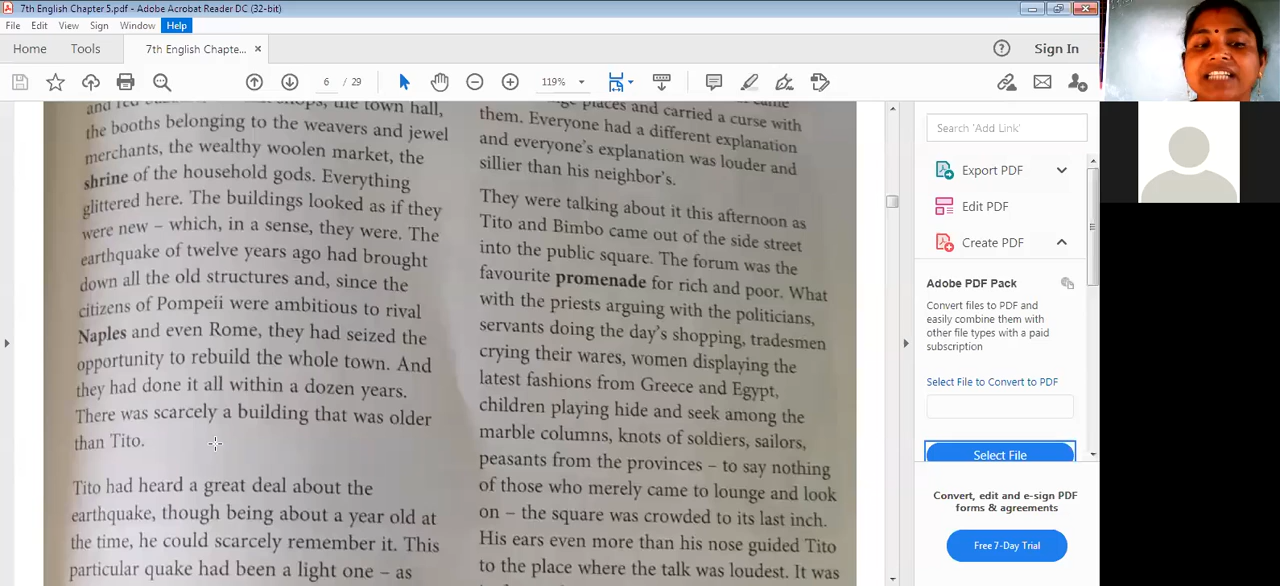 7th English Chapter 5.pdf - Adobe Acrobat Reader DC (32-bit)
File Edit View Sign Window Help
Home Tools 7th English Chapte... ×
Sign In
6 / 29
119%
the town hall,
the booths belonging to the weavers and jewel
merchants, the wealthy woolen market, the
shrine of the household gods. Everything
glittered here. The buildings looked as if they
were new – which, in a sense, they were. The
earthquake of twelve years ago had brought
down all the old structures and, since the
citizens of Pompeii were ambitious to rival
Naples and even Rome, they had seized the
opportunity to rebuild the whole town. And
they had done it all within a dozen years.
There was scarcely a building that was older
than Tito.
Tito had heard a great deal about the
earthquake, though being about a year old at
the time, he could scarcely remember it. This
particular quake had been a light one – as
places and carried a curse with
them. Everyone had a different explanation
and everyone's explanation was louder and
sillier than his neighbor's.
They were talking about it this afternoon as
Tito and Bimbo came out of the side street
into the public square. The forum was the
favourite promenade for rich and poor. What
with the priests arguing with the politicians,
servants doing the day's shopping, tradesmen
crying their wares, women displaying the
latest fashions from Greece and Egypt,
children playing hide and seek among the
marble columns, knots of soldiers, sailors,
peasants from the provinces – to say nothing
of those who merely came to lounge and look
on – the square was crowded to its last inch.
His ears even more than his nose guided Tito
to the place where the talk was loudest. It was
Search 'Add Link'
Export PDF
Edit PDF
Create PDF
Adobe PDF Pack
Convert files to PDF and
easily combine them with
other file types with a paid
subscription
Select File to Convert to PDF
Select File
Convert, edit and e-sign PDF
forms & agreements
Free 7-Day Trial